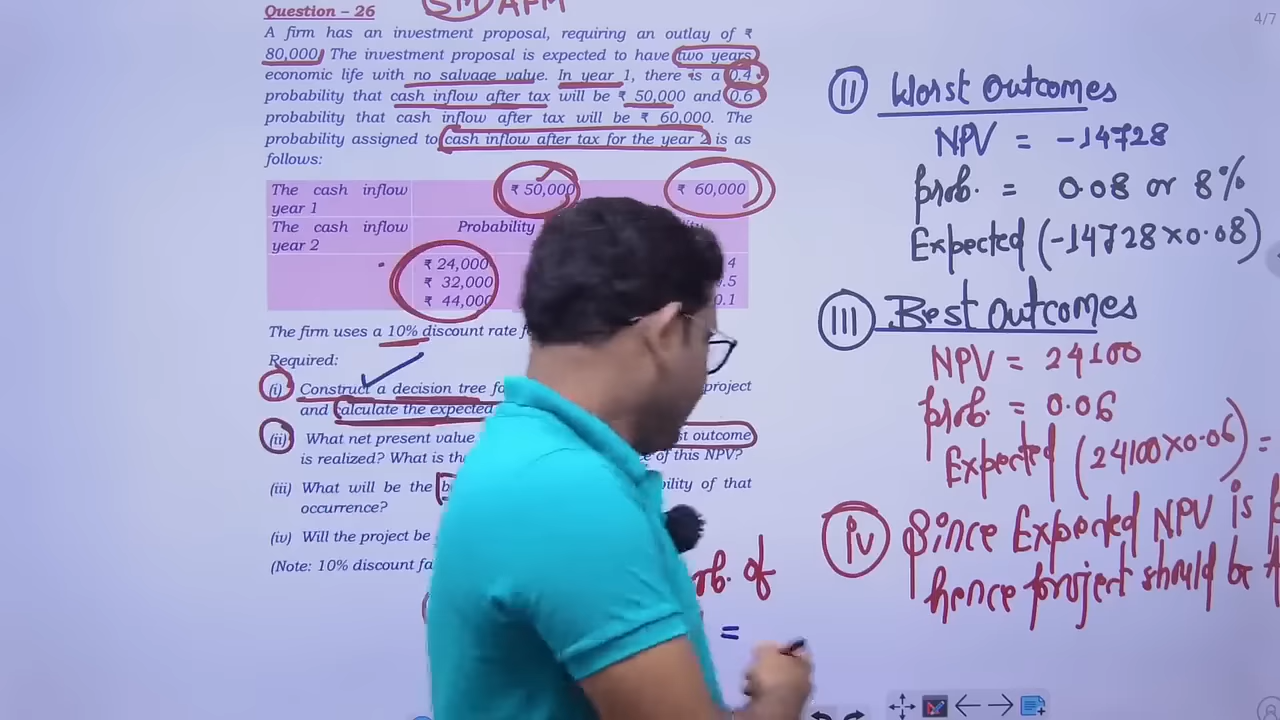 Question – 26
SM AFM
A firm has an investment proposal, requiring an outlay of ₹
80,000. The investment proposal is expected to have two years
economic life with no salvage value. In year 1, there is a 0.4
probability that cash inflow after tax will be ₹ 50,000 and 0.6
probability that cash inflow after tax will be ₹ 60,000. The
probability assigned to cash inflow after tax for the year 2 is as
follows:
The cash inflow year 1 ₹ 50,000 ₹ 60,000
The cash inflow year 2 Probability
₹ 24,000 4
₹ 32,000 .5
₹ 44,000 0.1
The firm uses a 10% discount rate
Required:
(i) Construct a decision tree project
and calculate the expected
(ii) What net present value outcome
is realized? What is of this NPV?
(iii) What will be the of that
occurrence?
(iv) Will the project be
(Note: 10% discount
of
=
4/7
II Worst Outcomes
NPV = -14728
prob. = 0.08 or 8%
Expected (-14728×0.08)
III Best Outcomes
NPV = 24100
prob. = 0.06
Expected (24100×0.06) =
iv Since Expected NPV is
hence project should be